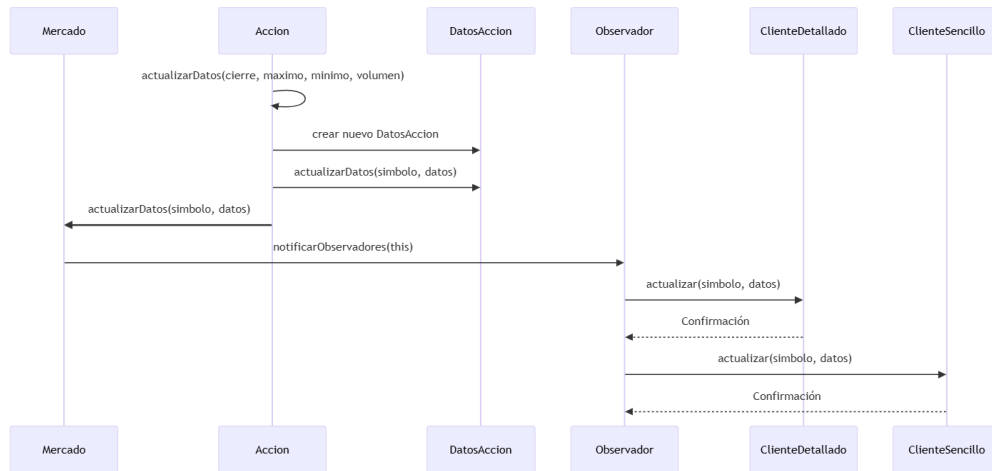 Mercado
Accion
DatosAccion
Observador
ClienteDetallado
ClienteSencillo
actualizarDatos(cierre, maximo, minimo, volumen)
crear nuevo DatosAccion
actualizarDatos(simbolo, datos)
actualizarDatos(simbolo, datos)
notificarObservadores(this)
actualizar(simbolo, datos)
Confirmación
actualizar(simbolo, datos)
Confirmación
Mercado
Accion
DatosAccion
Observador
ClienteDetallado
ClienteSencillo